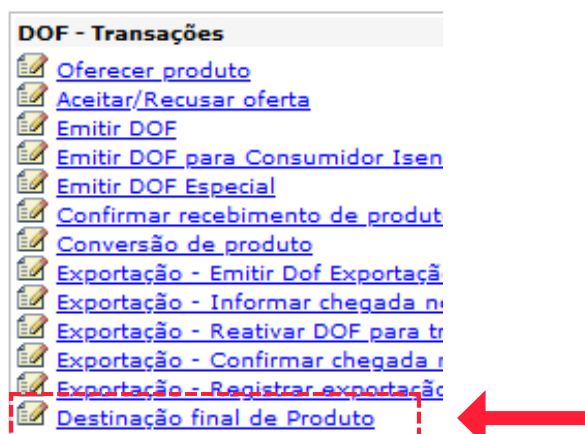 DOF - Transações
Oferecer produto
Aceitar/Recusar oferta
Emitir DOF
Emitir DOF para Consumidor Isen
Emitir DOF Especial
Confirmar recebimento de produt
Conversão de produto
Exportação - Emitir Dof Exportaçã
Exportação - Informar chegada n
Exportação - Reativar DOF para t
Exportação - Confirmar chegada
Exportação - Registrar exportação
Destinação final de Produto